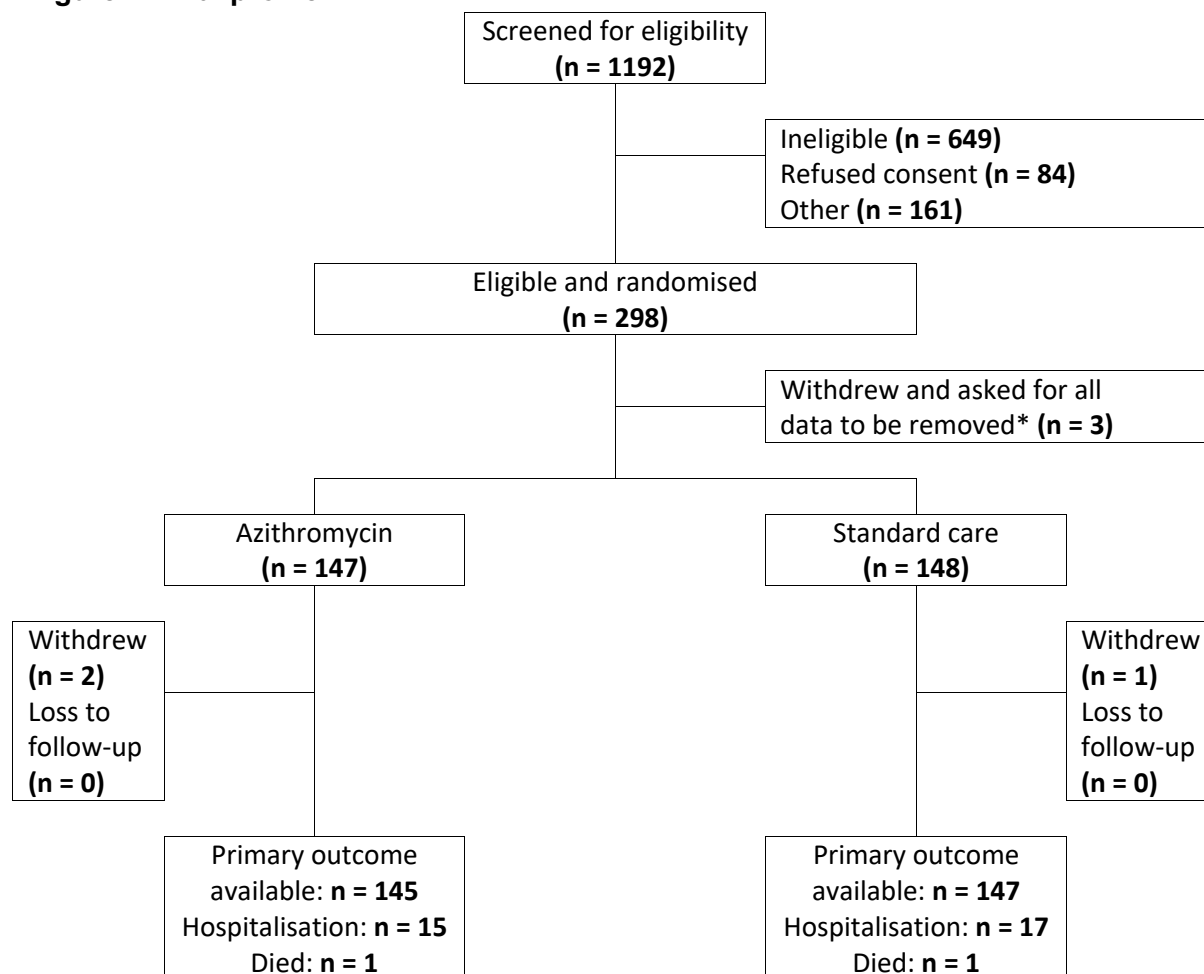 Screened for eligibility
(n = 1192)
Ineligible (n = 649)
Refused consent (n = 84)
Other (n = 161)
Eligible and randomised
(n = 298)
Withdrew and asked for all
data to be removed* (n = 3)
Azithromycin
(n = 147)
Standard care
(n = 148)
Withdrew
(n = 2)
Loss to
follow-up
(n = 0)
Withdrew
(n = 1)
Loss to
follow-up
(n = 0)
Primary outcome
available: n = 145
Hospitalisation: n = 15
Died: n = 1
Primary outcome
available: n = 147
Hospitalisation: n = 17
Died: n = 1